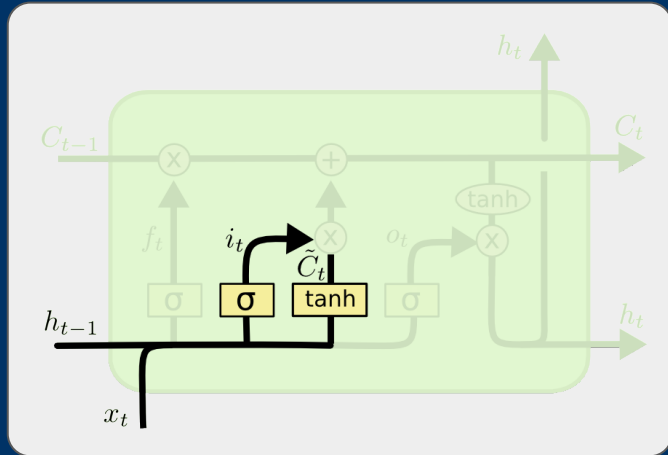 h_t
C_{t-1}
x
+
C_t
tanh
f_t
i_t
x
o_t
x
C̃_t
σ
σ
tanh
σ
h_{t-1}
h_t
x_t